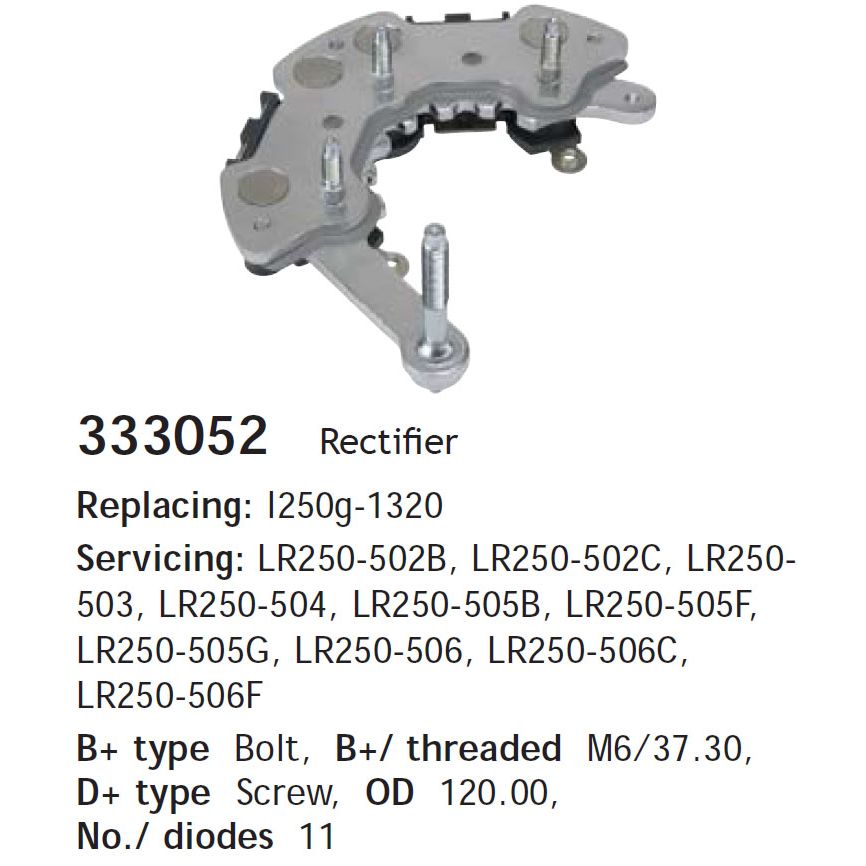 333052 Rectifier
Replacing: l250g-1320
Servicing: LR250-502B, LR250-502C, LR250-
503, LR250-504, LR250-505B, LR250-505F,
LR250-505G, LR250-506, LR250-506C,
LR250-506F
B+ type Bolt, B+/ threaded M6/37.30,
D+ type Screw, OD 120.00,
No./ diodes 11